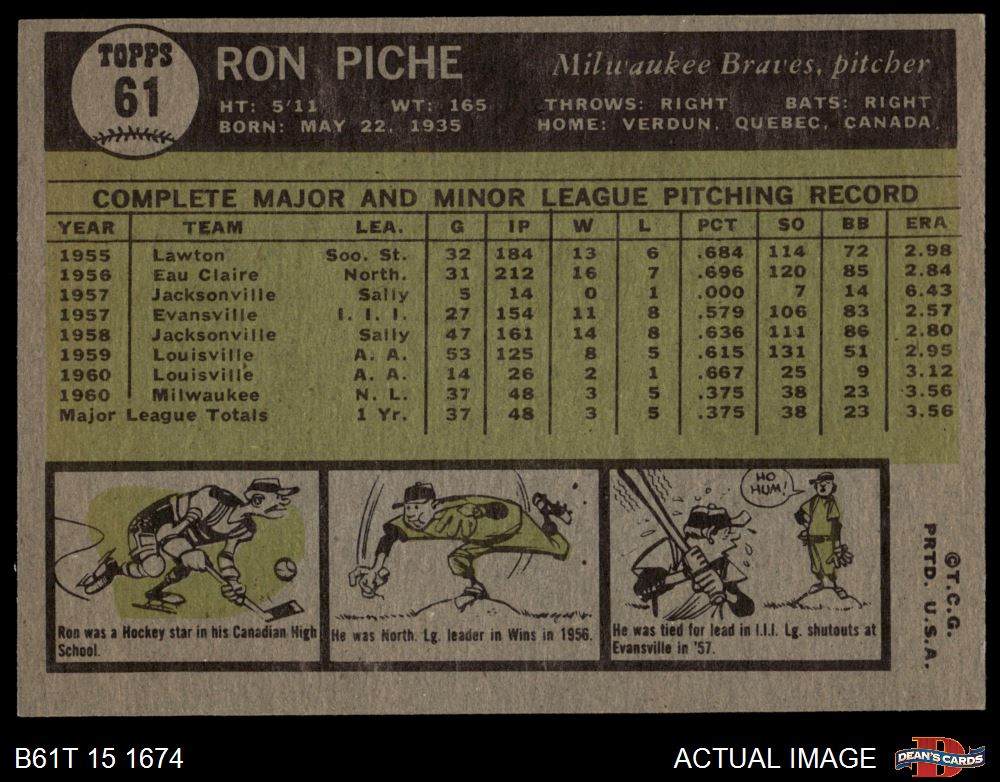 TOPPS
61
RON PICHE
Milwaukee Braves, pitcher
HT: 5'11 WT: 165 THROWS: RIGHT BATS: RIGHT
BORN: MAY 22, 1935 HOME: VERDUN, QUEBEC, CANADA
COMPLETE MAJOR AND MINOR LEAGUE PITCHING RECORD
YEAR TEAM LEA. G IP W L PCT SO BB ERA
1955 Lawton Soo. St. 32 184 13 6 .684 114 72 2.98
1956 Eau Claire North. 31 212 16 7 .696 120 85 2.84
1957 Jacksonville Sally 5 14 0 1 .000 7 14 6.43
1957 Evansville I. I. I. 27 154 11 8 .579 106 83 2.57
1958 Jacksonville Sally 47 161 14 8 .636 111 86 2.80
1959 Louisville A. A. 53 125 8 5 .615 131 51 2.95
1960 Louisville A. A. 14 26 2 1 .667 25 9 3.12
1960 Milwaukee N. L. 37 48 3 5 .375 38 23 3.56
Major League Totals 1 Yr. 37 48 3 5 .375 38 23 3.56
Ron was a Hockey star in his Canadian High
School.
He was North. Lg. leader in Wins in 1956.
HO
HUM!
He was tied for lead in I.I.I. Lg. shutouts at
Evansville in '57.
©T.C.G.
PRTD. U.S.A.
B61T 15 1674
ACTUAL IMAGE
D
DEAN'S CARDS